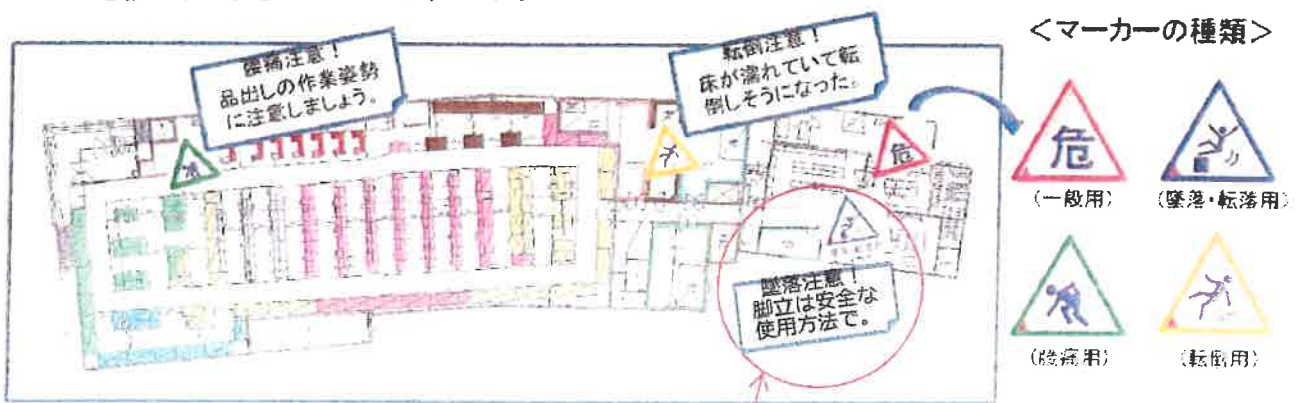 ＜マーカーの種類＞
腰痛注意！
品出しの作業姿勢
に注意しましょう。
転倒注意！
床が濡れていて転
倒しそうになった。
危
危
(一般用)
(墜落・転落用)
墜落注意！
脚立は安全な
使用方法で。
(腰痛用)
(転倒用)